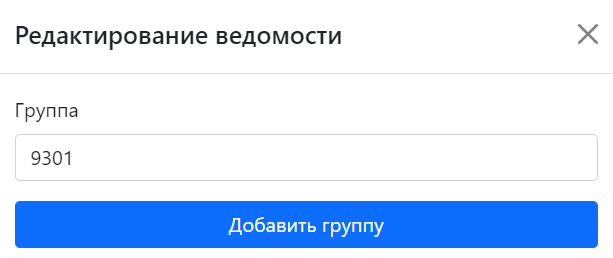 Редактирование ведомости
Группа
9301
Добавить группу